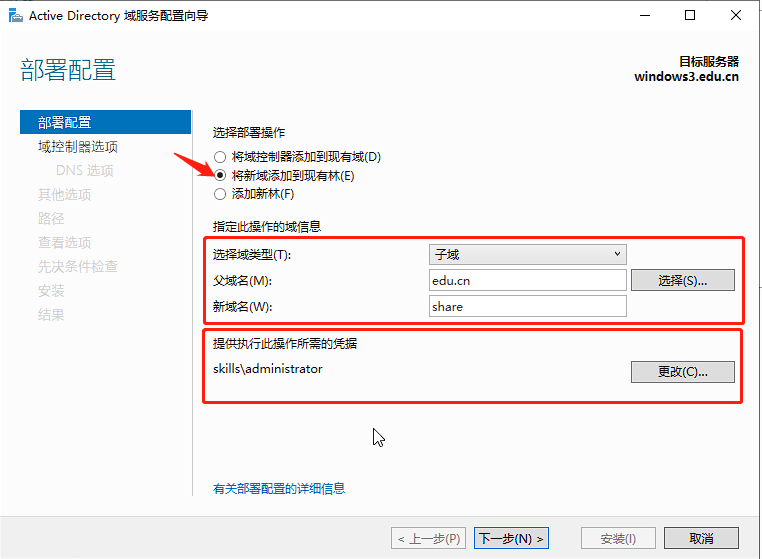 Active Directory 域服务配置向导
部署配置
目标服务器
windows3.edu.cn
部署配置
域控制器选项
DNS 选项
其他选项
路径
查看选项
先决条件检查
安装
结果
选择部署操作
将域控制器添加到现有域(D)
将新域添加到现有林(E)
添加新林(F)
指定此操作的域信息
选择域类型(T): 子域
父域名(M): edu.cn 选择(S)...
新域名(W): share
提供执行此操作所需的凭据
skills\administrator 更改(C)...
有关部署配置的详细信息
< 上一步(P) 下一步(N) > 安装(I) 取消